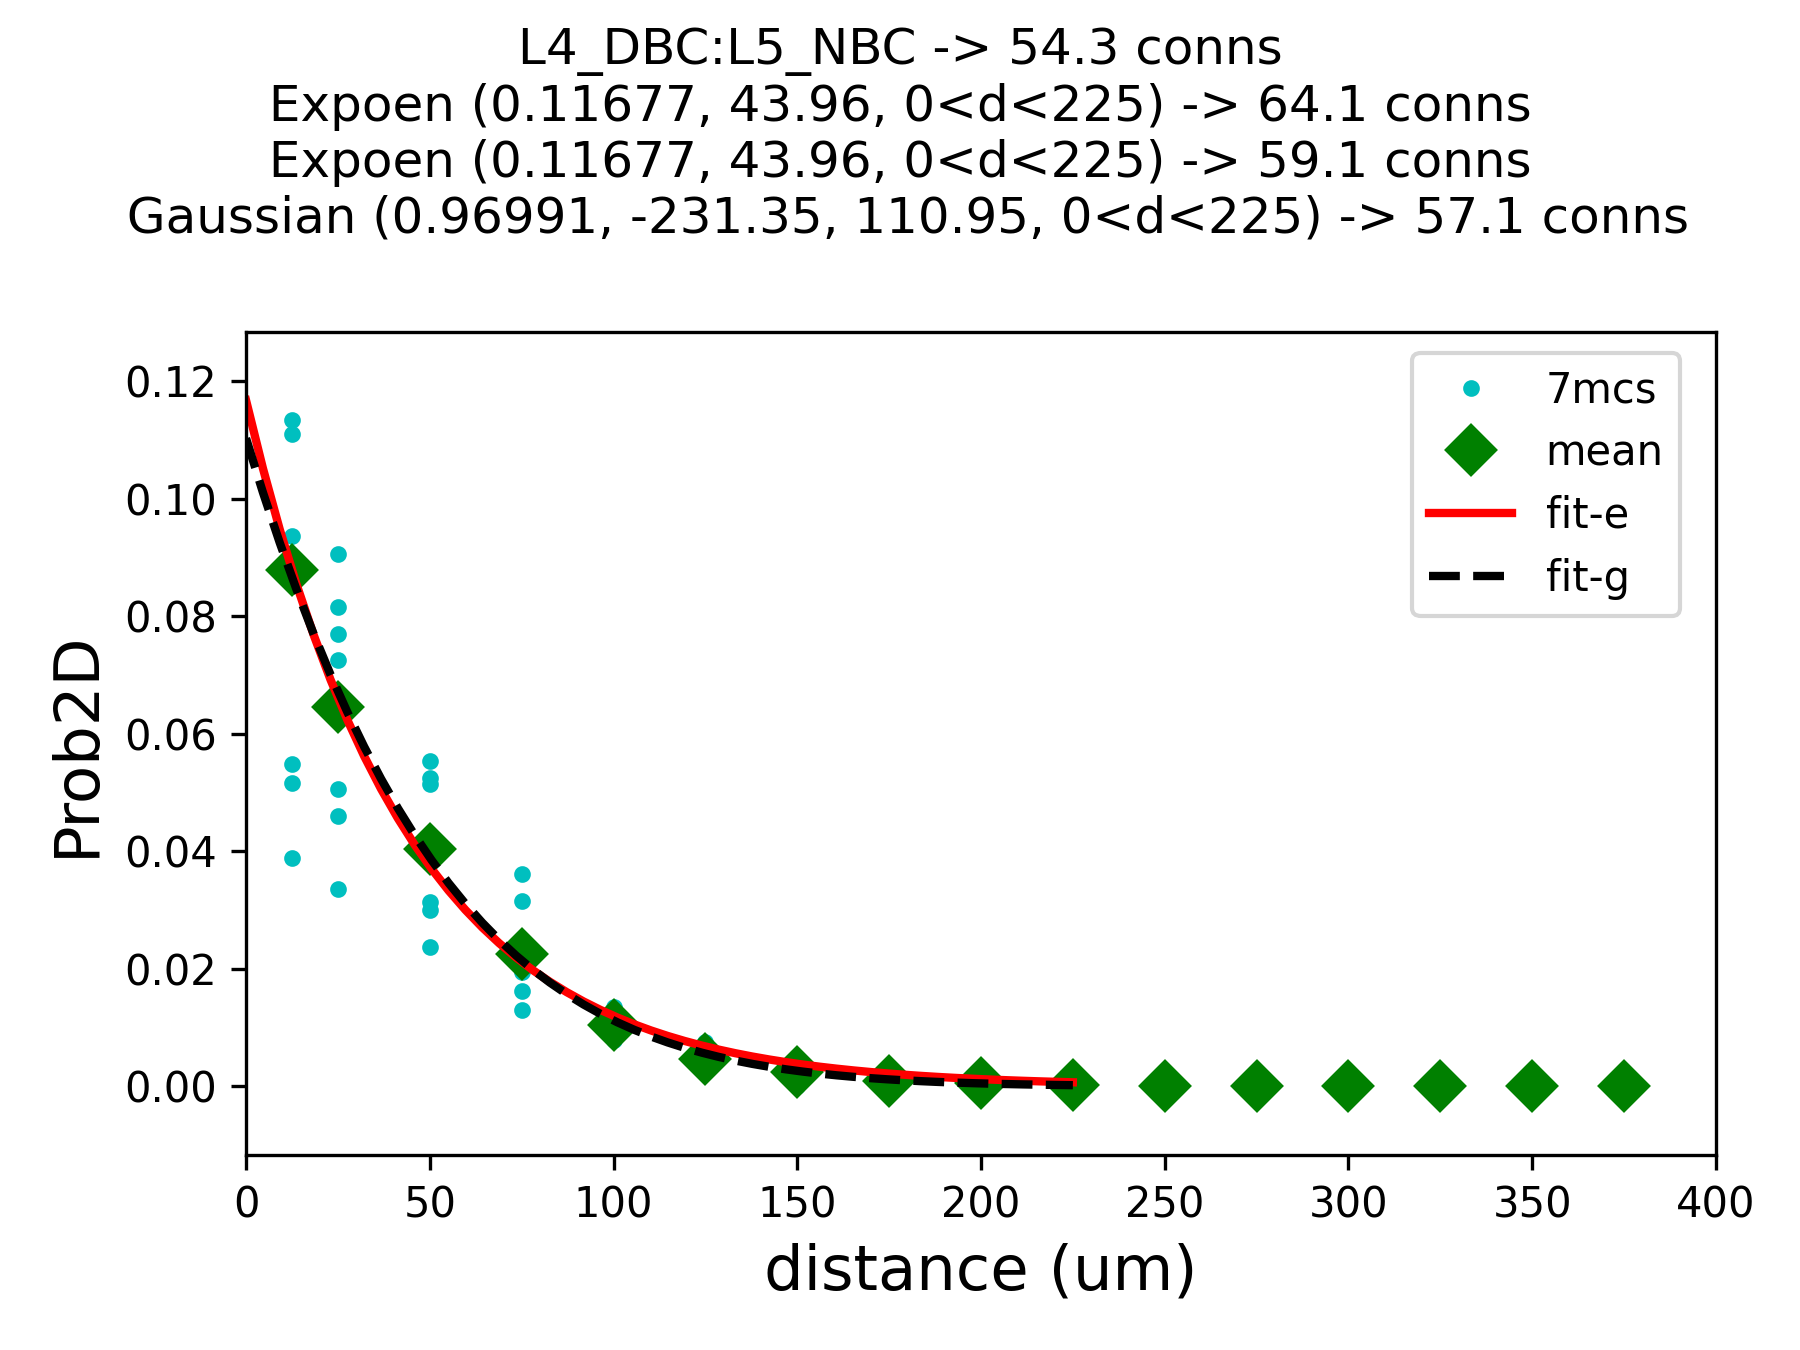 L4_DBC:L5_NBC -> 54.3 conns
Expoen (0.11677, 43.96, 0<d<225) -> 64.1 conns
Expoen (0.11677, 43.96, 0<d<225) -> 59.1 conns
Gaussian (0.96991, -231.35, 110.95, 0<d<225) -> 57.1 conns
7mcs
mean
fit-e
fit-g
Prob2D
0.12
0.10
0.08
0.06
0.04
0.02
0.00
0 50 100 150 200 250 300 350 400
distance (um)